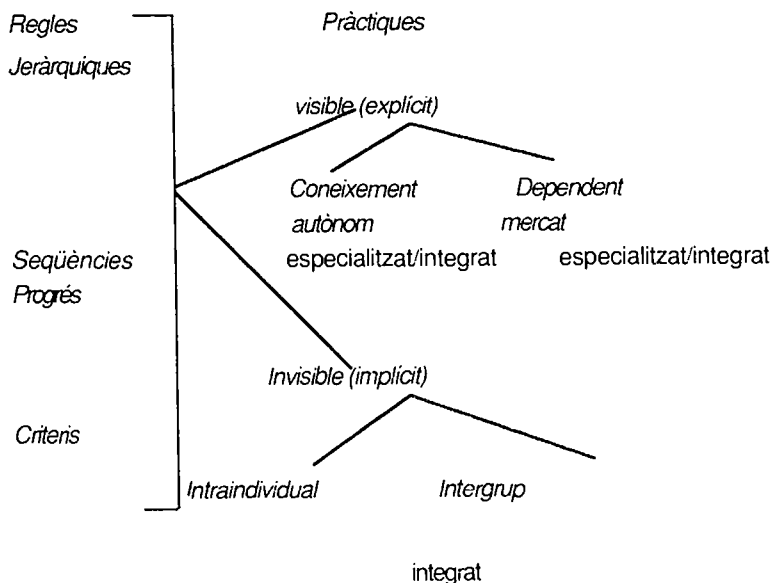 Regles
Pràctiques
Jeràrquiques
visible (explícit)
Coneixement
Dependent
autònom
mercat
Seqüències
especialitzat/integrat
especialitzat/integrat
Progrés
Invisible (implícit)
Criteris
Intraindividual
Intergrup
integrat